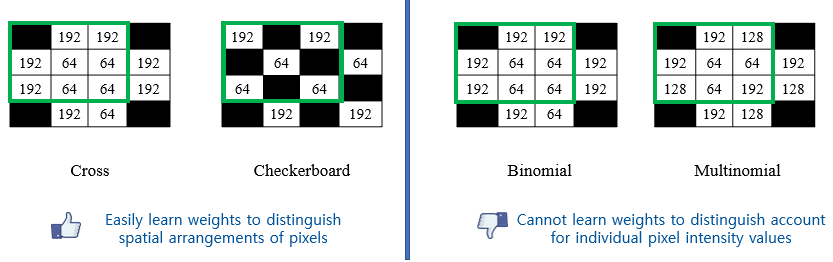 192 192
192 64 64 192
192 64 64 192
192 64
Cross
192 192
64 64
64 64
192 192
Checkerboard
Easily learn weights to distinguish
spatial arrangements of pixels
192 192
192 64 64 192
192 64 64 192
192 64
Binomial
192 128
192 64 64 192
128 64 192 128
192 128
Multinomial
Cannot learn weights to distinguish account
for individual pixel intensity values